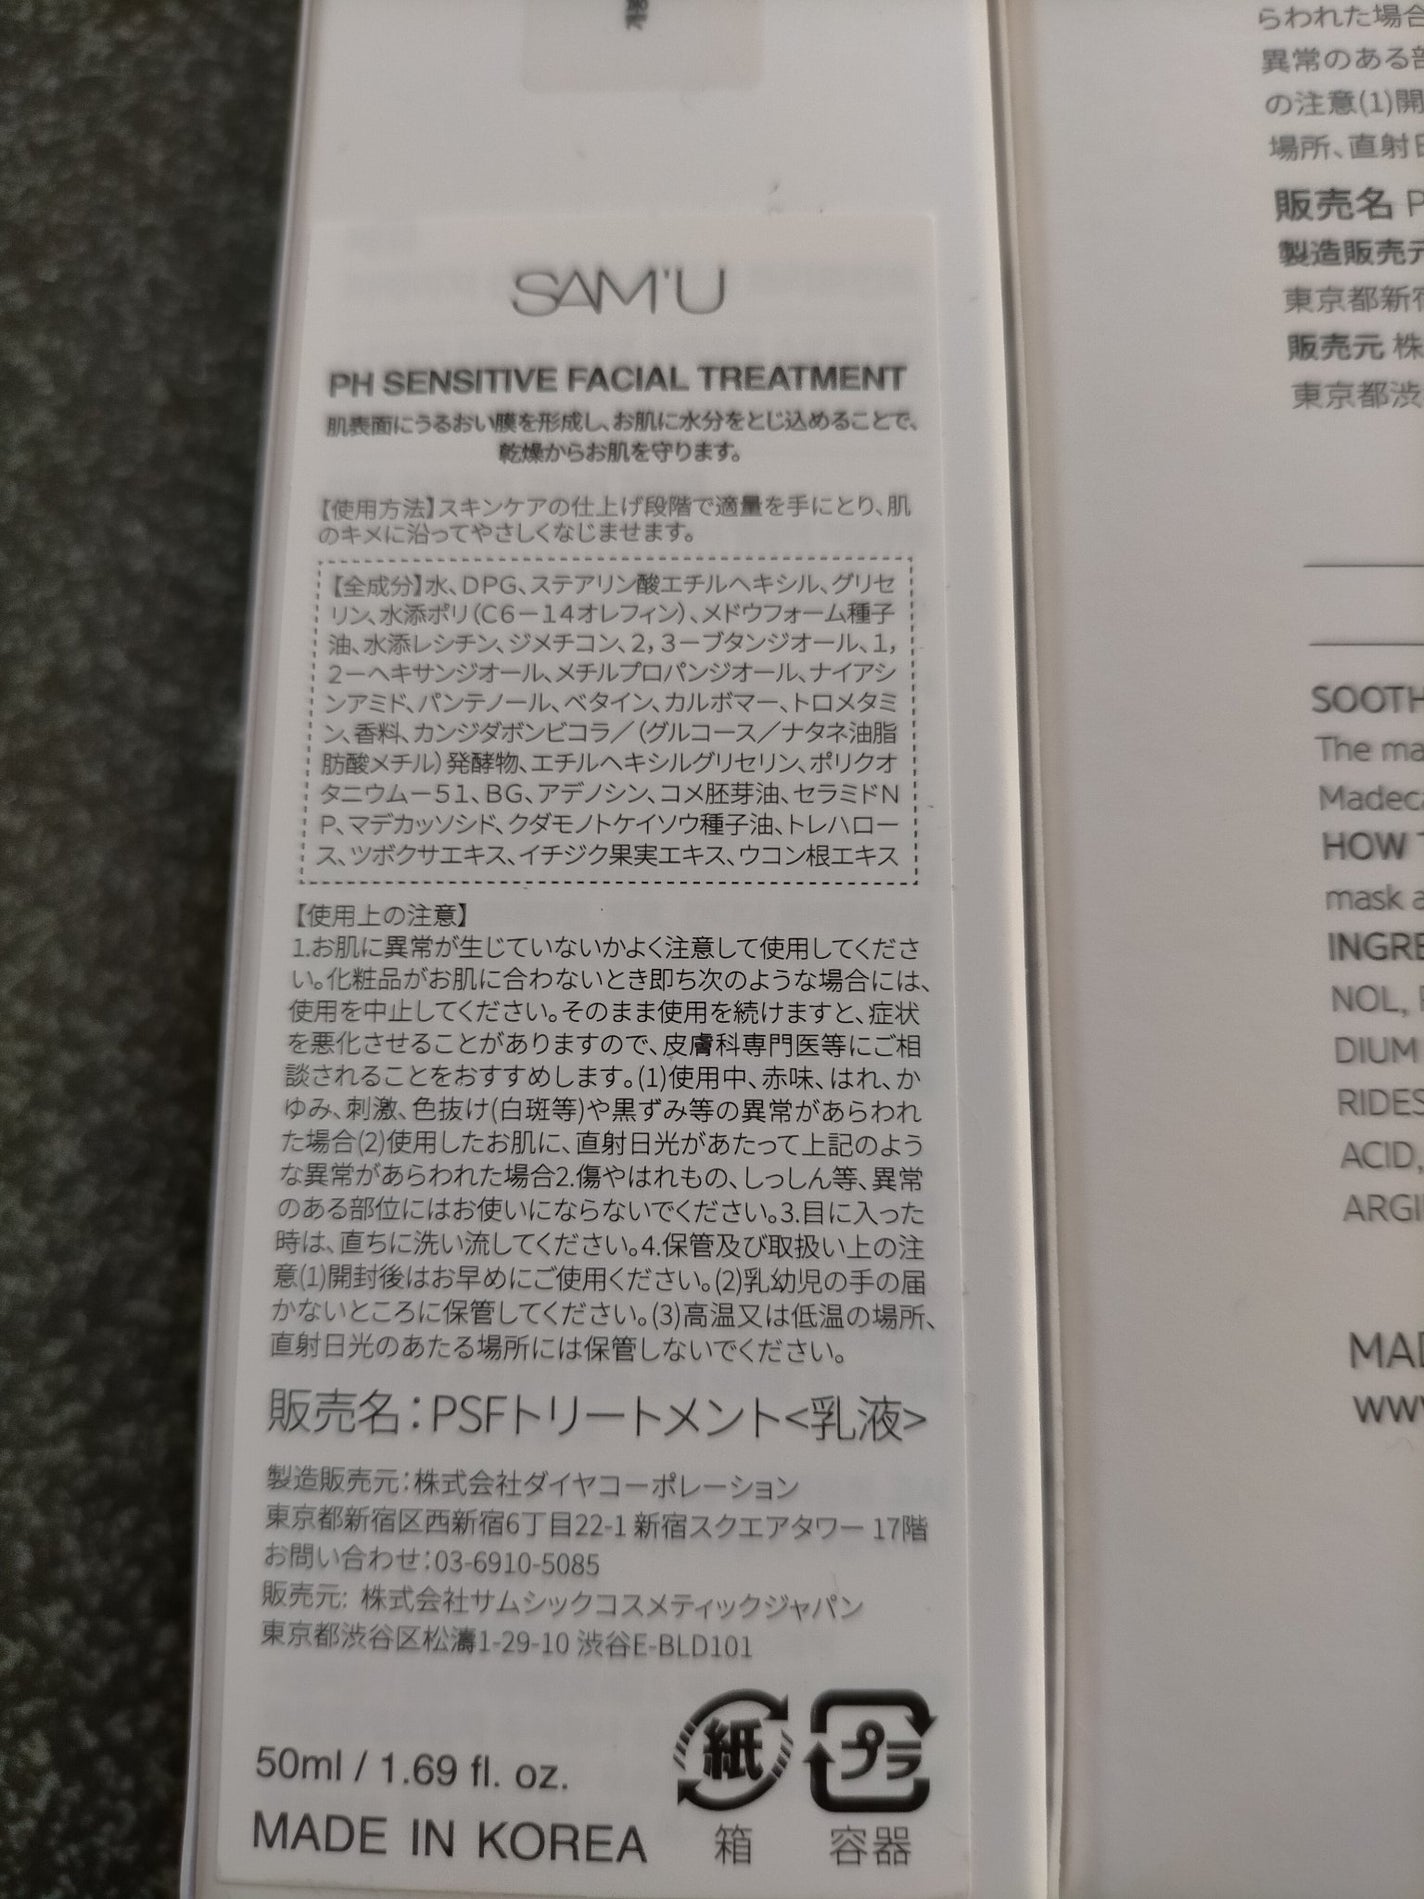 SAM'U
PH SENSITIVE FACIAL TREATMENT
肌表面にうるおい膜を形成し、お肌に水分をとじ込めることで、
乾燥からお肌を守ります。
【使用方法】スキンケアの仕上げ段階で適量を手にとり、肌
のキメに沿ってやさしくなじませます。
【全成分】水、DPG、ステアリン酸エチルヘキシル、グリセ
リン、水添ポリ(C6－14オレフィン)、メドウフォーム種子
油、水添レシチン、ジメチコン、2，3－ブタンジオール、1，
2－ヘキサンジオール、メチルプロパンジオール、ナイアシ
ンアミド、パンテノール、ベタイン、カルボマー、トロメタミ
ン、香料、カンジダボンビコラ／(グルコース／ナタネ油脂
肪酸メチル)発酵物、エチルヘキシルグリセリン、ポリクオ
タニウム－51、BG、アデノシン、コメ胚芽油、セラミドN
P、マデカッソシド、クダモノトケイソウ種子油、トレハロー
ス、ツボクサエキス、イチジク果実エキス、ウコン根エキス
【使用上の注意】
1.お肌に異常が生じていないかよく注意して使用してくださ
い。化粧品がお肌に合わないとき即ち次のような場合には、
使用を中止してください。そのまま使用を続けますと、症状
を悪化させることがありますので、皮膚科専門医等にご相
談されることをおすすめします。(1)使用中、赤味、はれ、か
ゆみ、刺激、色抜け(白斑等)や黒ずみ等の異常があらわれ
た場合(2)使用したお肌に、直射日光があたって上記のよう
な異常があらわれた場合2.傷やはれもの、しっしん等、異常
のある部位にはお使いにならないでください。3.目に入った
時は、直ちに洗い流してください。4.保管及び取扱い上の注
意(1)開封後はお早めにご使用ください。(2)乳幼児の手の届
かないところに保管してください。(3)高温又は低温の場所、
直射日光のあたる場所には保管しないでください。
販売名：PSFトリートメント<乳液>
製造販売元：株式会社ダイヤコーポレーション
東京都新宿区西新宿6丁目22-1 新宿スクエアタワー 17階
お問い合わせ：03-6910-5085
販売元: 株式会社サムシックコスメティックジャパン
東京都渋谷区松濤1-29-10 渋谷E-BLD101
50ml / 1.69 fl. oz.
MADE IN KOREA
紙
箱
プラ
容器
らわれた場合
異常のある部
の注意(1)開
場所、直射日
販売名 P
製造販売元
東京都新宿
販売元 株
東京都渋
SOOTH
The ma
Madeca
HOW T
mask a
INGRE
NOL,
DIUM
RIDES
ACID,
ARGI
MAD
www